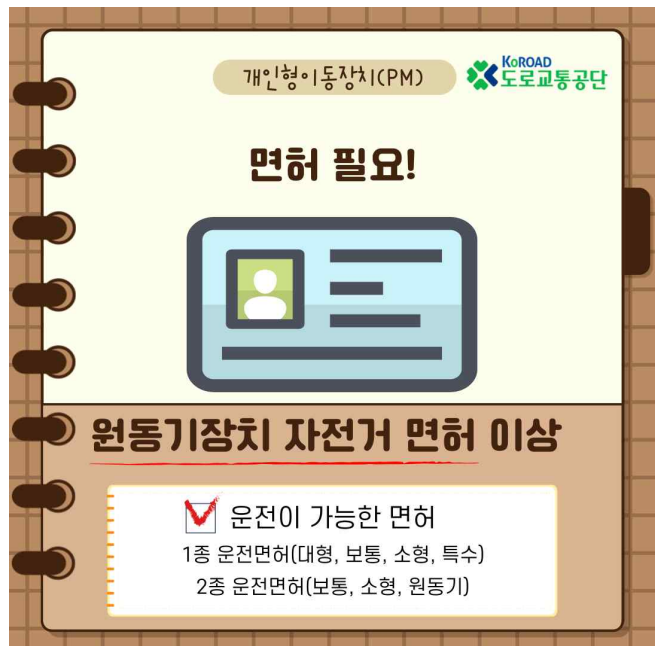 개인형이동장치(PM)
KoROAD
도로교통공단
면허 필요!
원동기장치 자전거 면허 이상
운전이 가능한 면허
1종 운전면허(대형, 보통, 소형, 특수)
2종 운전면허(보통, 소형, 원동기)